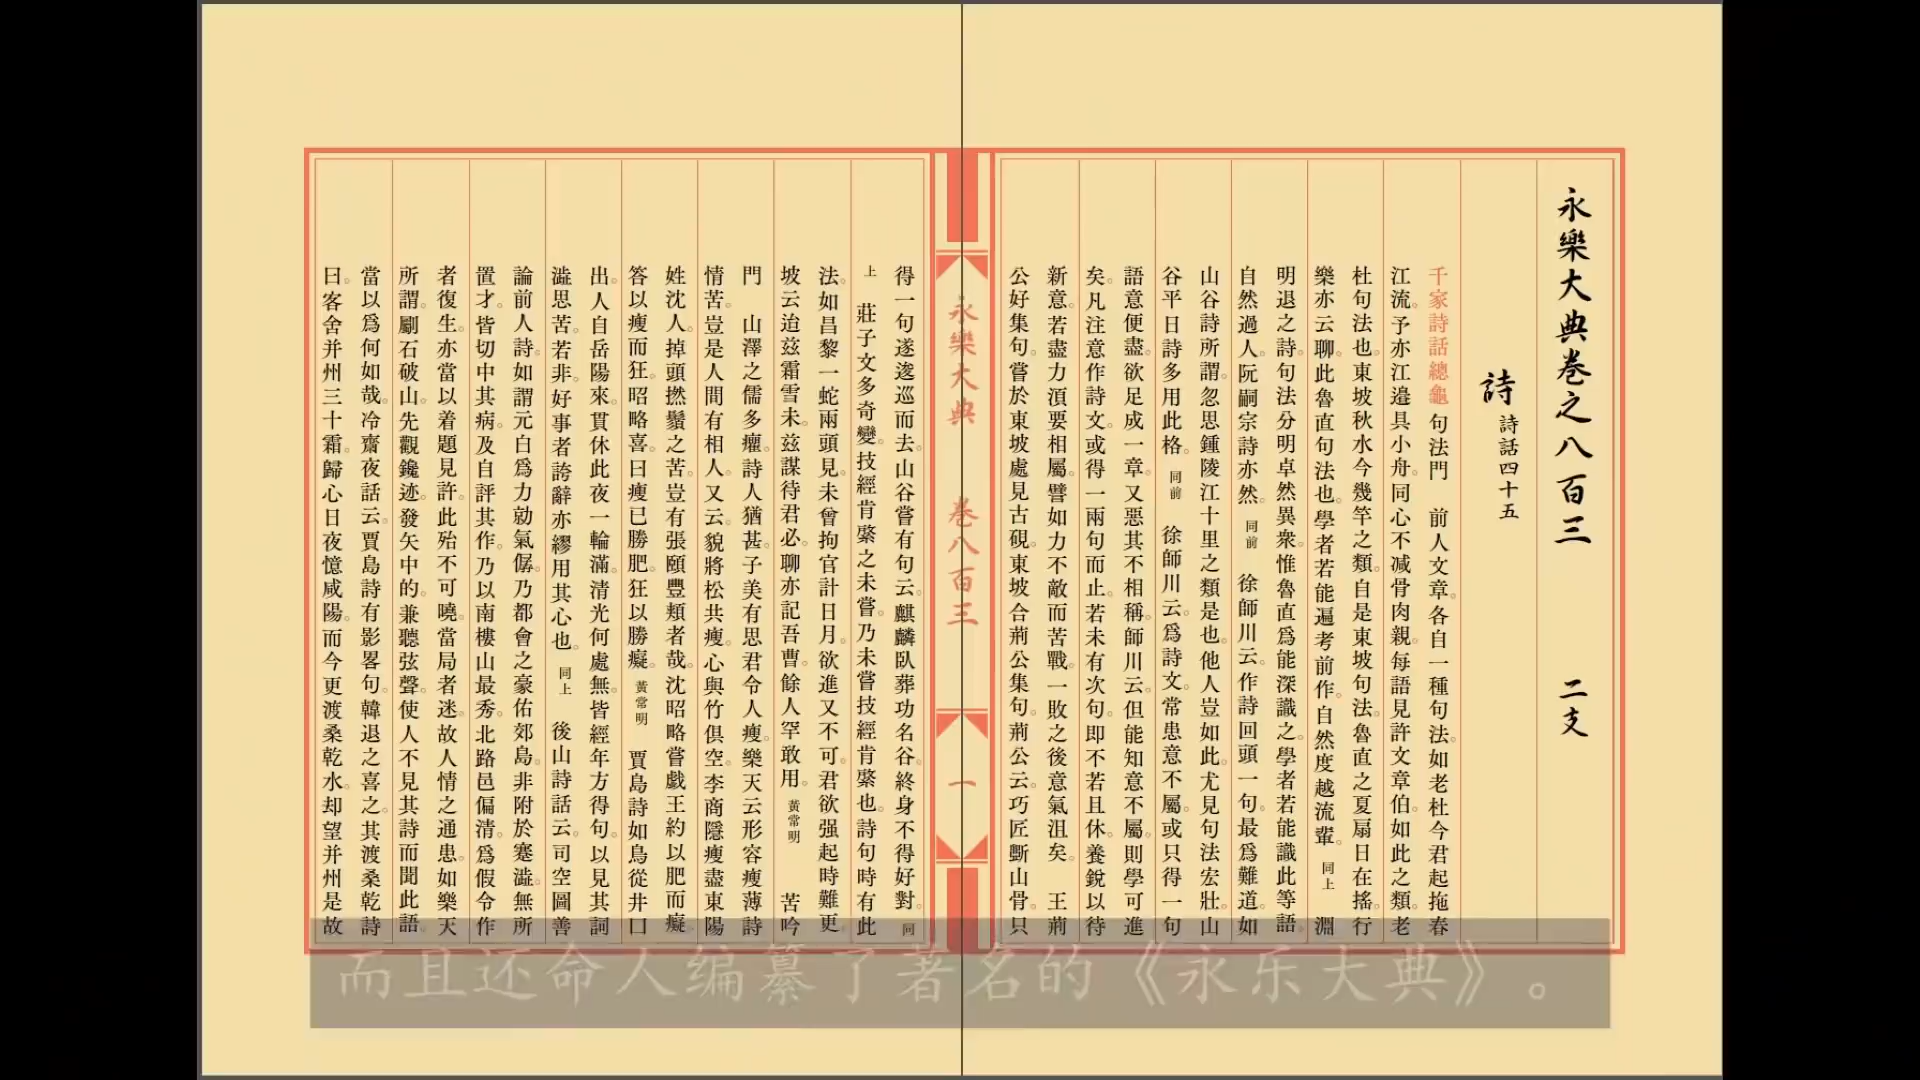 永樂大典卷之八百三　二支
詩　詩話四十五
千家詩話總龜　句法門　前人文章。各自一種句法。如老杜今君起拖春
江流。予亦江邉具小舟。同心不减骨肉親。每語見許文章伯。如此之類。老
杜句法也。東坡秋水今幾竿之類。自是東坡句法。魯直之夏扇日在搖。行
樂亦云聊。此魯直句法也。學者若能遍考前作。自然度越流輩。同上　淵
明退之詩。句法分明。卓然異衆。惟魯直爲能深識之。學者若能識此等語。
自然過人。阮嗣宗詩亦然。同前　徐師川云。作詩回頭一句。最爲難道。如
山谷詩所謂。忽思鍾陵江十里之類是也。他人豈如此。尤見句法宏壯。山
谷平日詩多用此格。同前　徐師川云。爲詩文。常患意不屬。或只得一句
語意便盡。欲足成一章。又惡其不相稱。師川云。但能知意不屬。則學可進
矣。凡注意作詩文。或得一兩句而止。若未有次句。即不若且休。養銳以待
新意。若盡力湏要相屬。譬如力不敵而苦戰。一敗之後意氣沮矣。　王荊
公好集句。嘗於東坡處見古硯。東坡合荊公集句。荊公云。巧匠斲山骨。只
永樂大典　卷八百三　一
得一句遂逡巡而去。山谷嘗有句云。麒麟臥葬功名谷。終身不得好對。同
上　莊子文多奇變。技經肯綮之未嘗。乃未嘗技經肯綮也。詩句時有此
法。如昌黎一蛇兩頭見。未曾拘官計日月。欲進又不可。君欲强起時難更。
坡云迨兹霜雪未。兹謀待君必。聊亦記吾曹。餘人罕敢用。黃常明　苦吟
門　山澤之儒多癯。詩人猶甚。子美有思君令人瘦。樂天云形容瘦薄詩
情苦。豈是人間有相人。又云。貌將松共瘦。心與竹俱空。李商隱瘦盡東陽
姓沈人。掉頭撚鬚之苦。豈有張頤豐頬者哉。沈昭略嘗戱王約以肥而癡。
答以瘦而狂。昭略喜。曰瘦已勝肥。狂以勝癡。黃常明　賈島詩如鳥從井口
出。人自岳陽來。貫休此夜一輪滿。清光何處無。皆經年方得句。以見其詞
澁思苦。若非好事者誇辭。亦繆用其心也。同上　後山詩話云。司空圖善
論前人詩。如謂元白爲力勍氣孱。乃都會之豪估。郊島。非附於蹇澁。無所
置才。皆切中其病。及自評其作。乃以南樓山最秀。北路邑偏清。爲假令作
者復生。亦當以着題見許。此殆不可曉。當局者迷。故人情之通患。如樂天
所謂。劚石破山。先觀鑱迹。發矢中的。兼聽弦聲。使人不見其詩而聞此語。
當以爲何如哉。冷齋夜話云。賈島詩有影畧句。韓退之喜之。其渡桑乾詩
曰。客舍并州三十霜。歸心日夜憶咸陽。而今更渡桑乾水。却望并州是故
而且还命人编纂了著名的《永乐大典》。